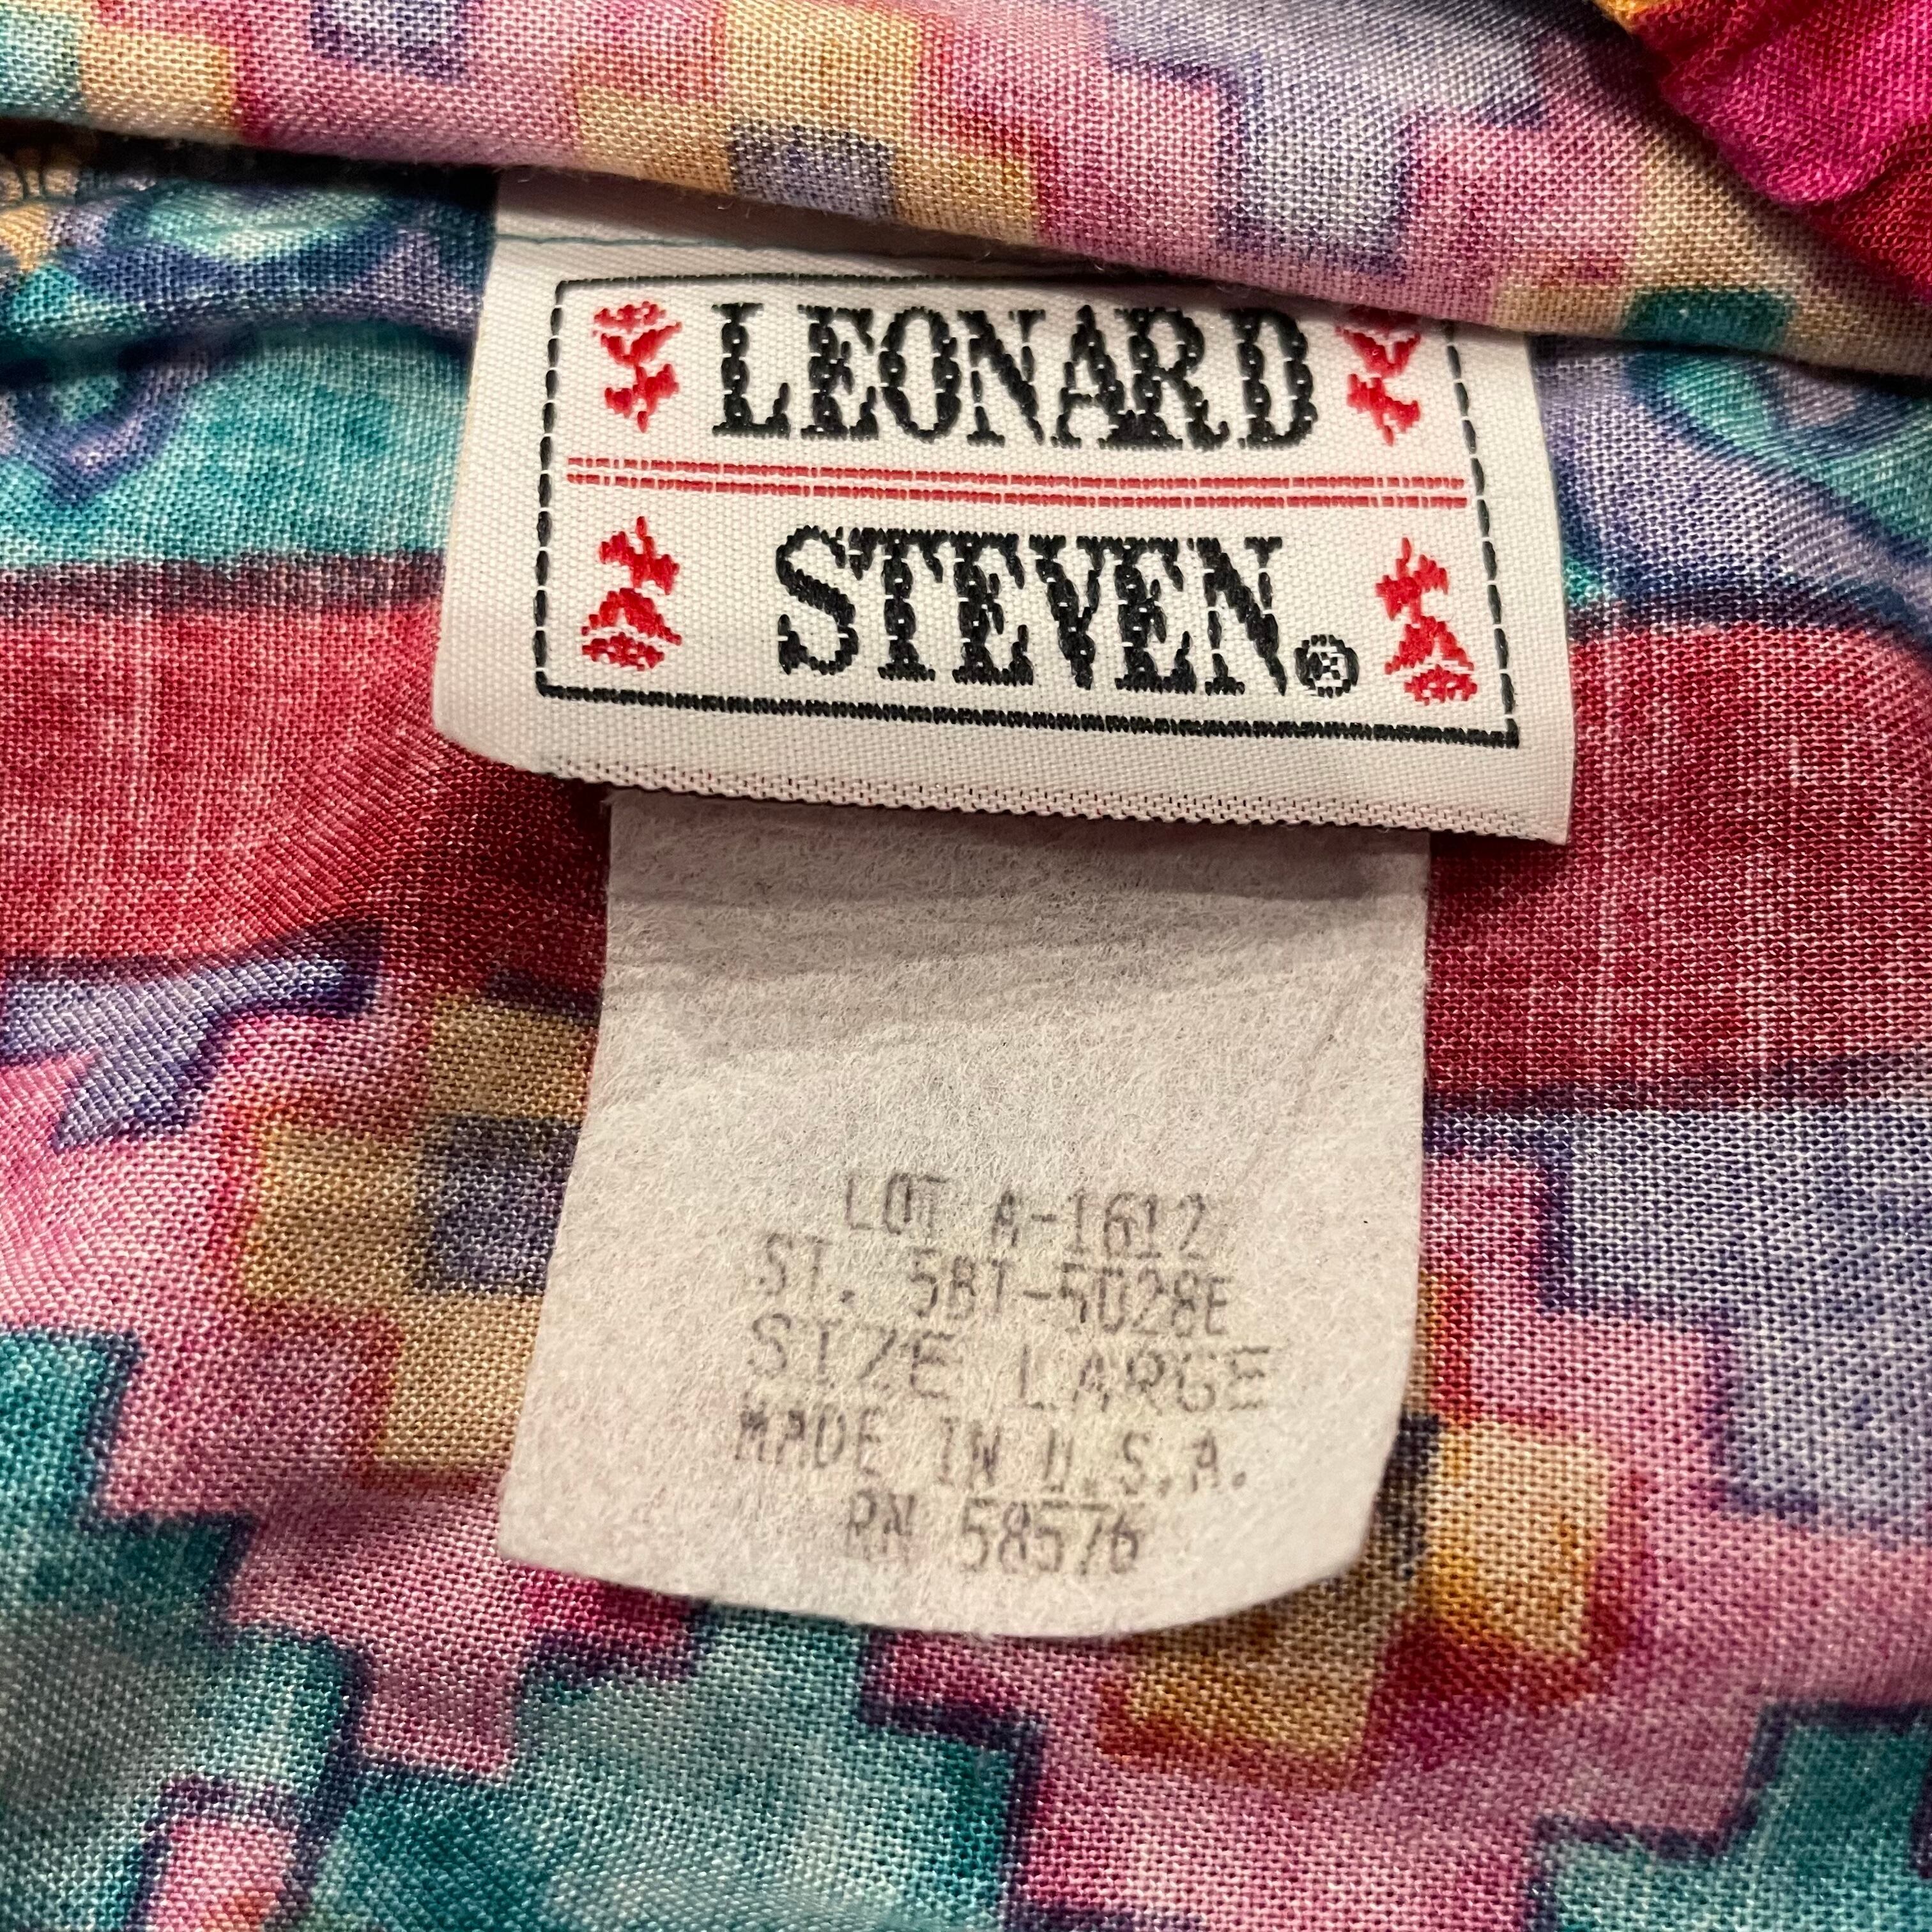 LEONARD
STEVEN®
LOT A-1612
ST. 5BT-5028E
SIZE LARGE
MADE IN U.S.A.
RN 58576